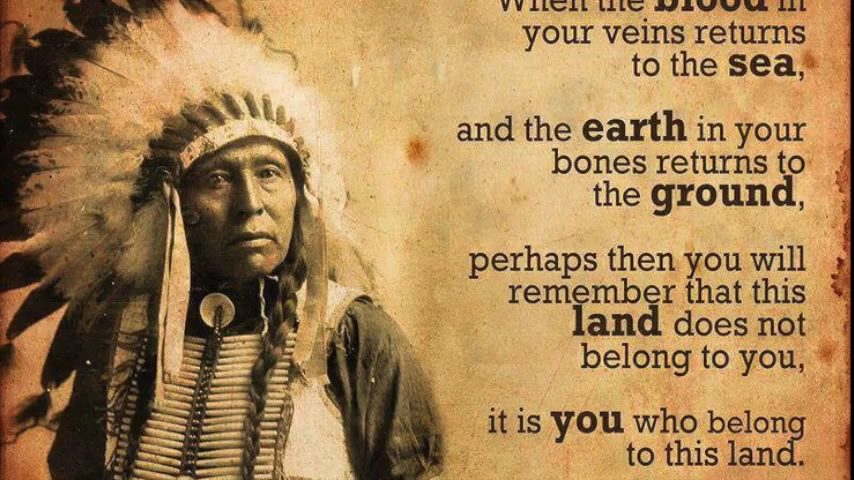 When the blood in
your veins returns
to the sea,
and the earth in your
bones returns to
the ground,
perhaps then you will
remember that this
land does not
belong to you,
it is you who belong
to this land.